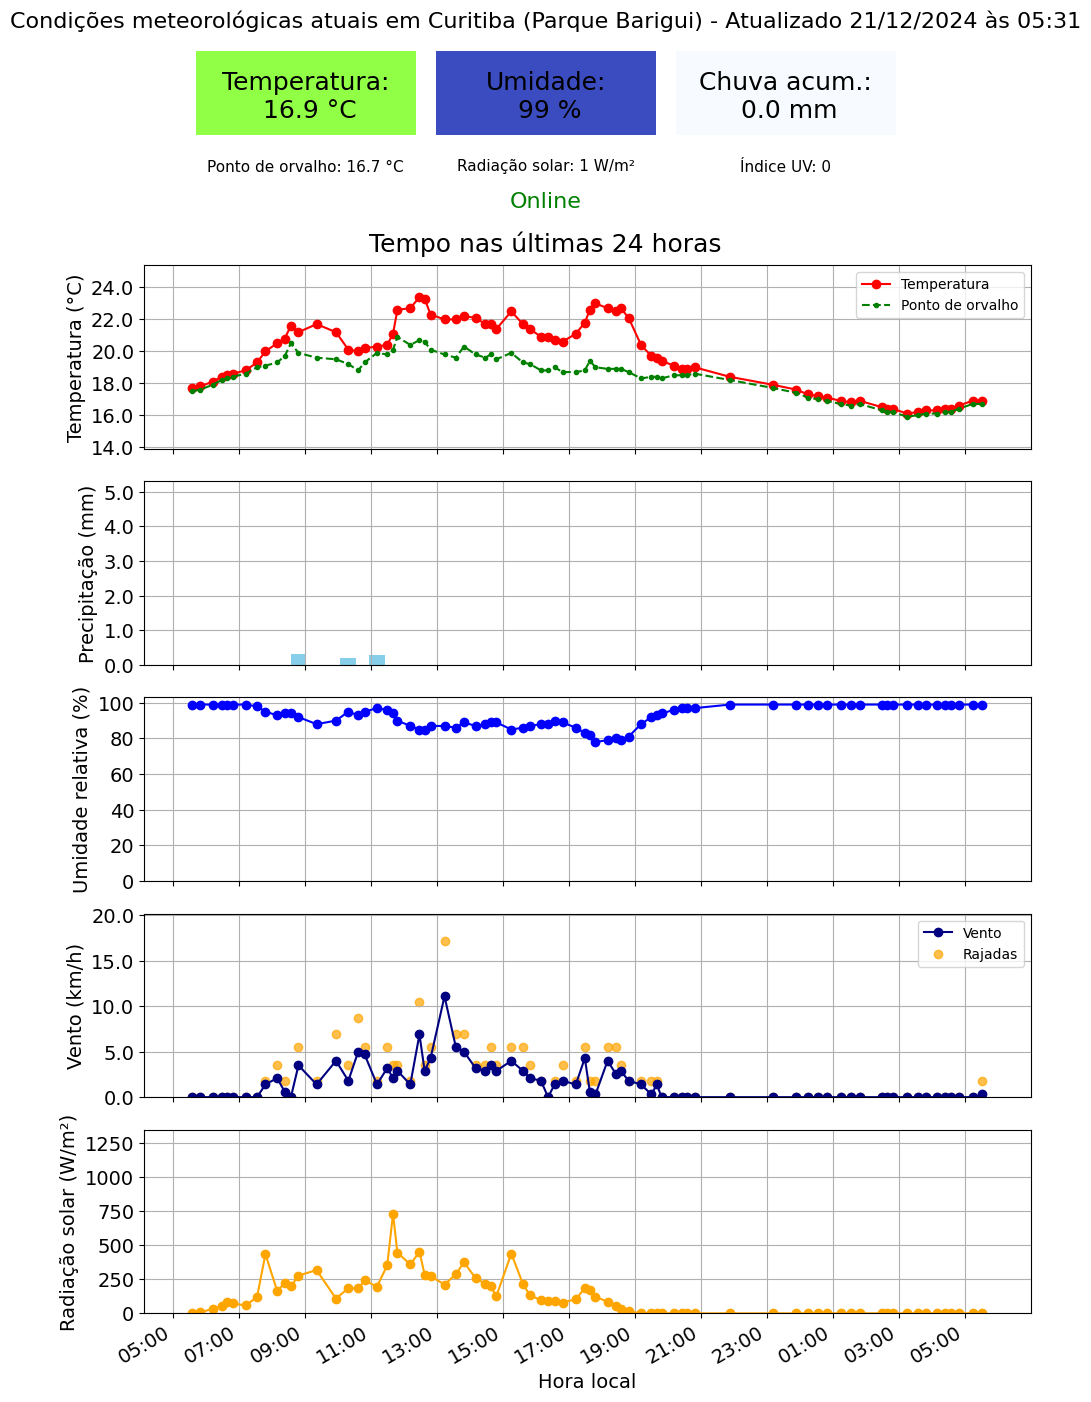 Condições meteorológicas atuais em Curitiba (Parque Barigui) - Atualizado 21/12/2024 às 05:31
Temperatura:
16.9 °C
Umidade:
99 %
Chuva acum.:
0.0 mm
Ponto de orvalho: 16.7 °C
Radiação solar: 1 W/m²
Índice UV: 0
Online
Tempo nas últimas 24 horas
Temperatura (°C)
24.0
22.0
20.0
18.0
16.0
14.0
Temperatura
Ponto de orvalho
Precipitação (mm)
5.0
4.0
3.0
2.0
1.0
0.0
Umidade relativa (%)
100
80
60
40
20
0
Vento (km/h)
20.0
15.0
10.0
5.0
0.0
Vento
Rajadas
Radiação solar (W/m²)
1250
1000
750
500
250
0
05:00 07:00 09:00 11:00 13:00 15:00 17:00 19:00 21:00 23:00 01:00 03:00 05:00
Hora local